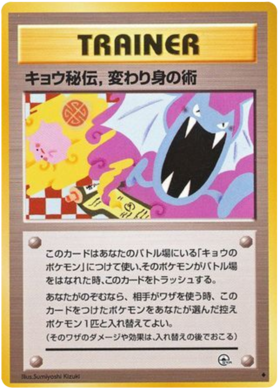 TRAINER
キョウ秘伝, 変わり身の術
このカードはあなたのバトル場にいる「キョウの
ポケモン」につけて使い、そのポケモンがバトル場
をはなれた時、このカードをトラッシュする。
あなたがのぞむなら、相手がワザを使う時、このカー
ドをつけたポケモンをあなたが選んだ控え
ポケモン1匹と入れ替えてよい。
(そのワザのダメージや効果は、入れ替えの後でおこる)
Illus.Sumiyoshi Kizuki